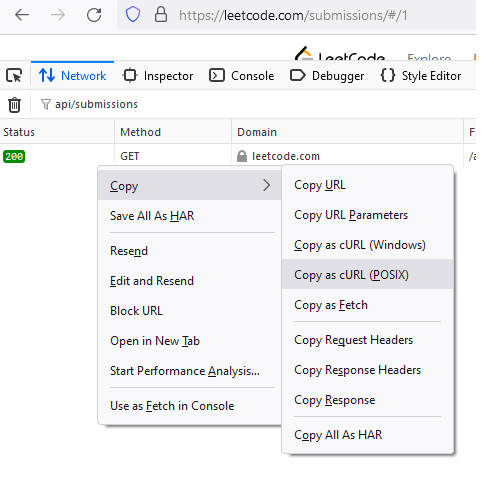 https://leetcode.com/submissions/#/1
LeetCode Explore
Network Inspector Console Debugger Style Editor
api/submissions
Status Method Domain F
200 GET leetcode.com /a
Copy
Save All As HAR
Resend
Edit and Resend
Block URL
Open in New Tab
Start Performance Analysis...
Use as Fetch in Console
Copy URL
Copy URL Parameters
Copy as cURL (Windows)
Copy as cURL (POSIX)
Copy as Fetch
Copy Request Headers
Copy Response Headers
Copy Response
Copy All As HAR